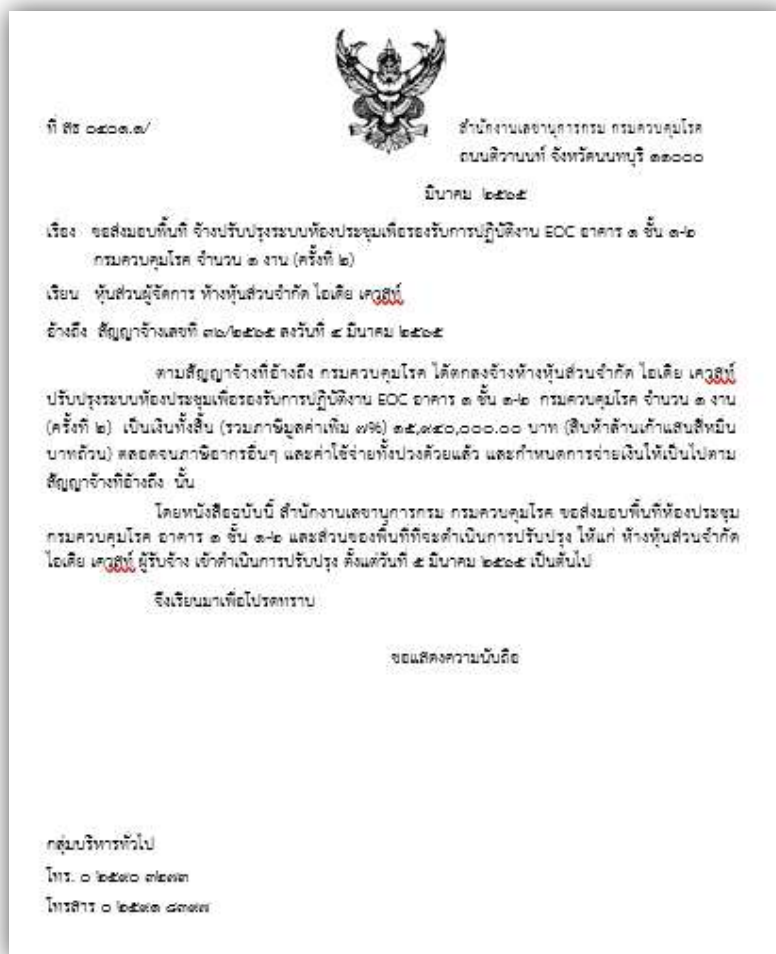 ที่ สธ ๐๔๐๑.๑/
สำนักงานเลขานุการกรม กรมควบคุมโรค
ถนนติวานนท์ จังหวัดนนทบุรี ๑๑๐๐๐
มีนาคม ๒๕๖๕
เรื่อง ขอส่งมอบพื้นที่ จ้างปรับปรุงระบบห้องประชุมเพื่อรองรับการปฏิบัติงาน EOC อาคาร ๑ ชั้น ๑-๒
กรมควบคุมโรค จำนวน ๑ งาน (ครั้งที่ ๒)
เรียน หุ้นส่วนผู้จัดการ ห้างหุ้นส่วนจำกัด ไอเดีย เควสท์
อ้างถึง สัญญาจ้างเลขที่ ๓๒/๒๕๖๕ ลงวันที่ ๔ มีนาคม ๒๕๖๕
ตามสัญญาจ้างที่อ้างถึง กรมควบคุมโรค ได้ตกลงจ้างห้างหุ้นส่วนจำกัด ไอเดีย เควสท์
ปรับปรุงระบบห้องประชุมเพื่อรองรับการปฏิบัติงาน EOC อาคาร ๑ ชั้น ๑-๒ กรมควบคุมโรค จำนวน ๑ งาน
(ครั้งที่ ๒) เป็นเงินทั้งสิ้น (รวมภาษีมูลค่าเพิ่ม ๗%) ๑๕,๙๔๐,๐๐๐.๐๐ บาท (สิบห้าล้านเก้าแสนสี่หมื่น
บาทถ้วน) ตลอดจนภาษีอากรอื่นๆ และค่าใช้จ่ายทั้งปวงด้วยแล้ว และกำหนดการจ่ายเงินให้เป็นไปตาม
สัญญาจ้างที่อ้างถึง นั้น
โดยหนังสือฉบับนี้ สำนักงานเลขานุการกรม กรมควบคุมโรค ขอส่งมอบพื้นที่ห้องประชุม
กรมควบคุมโรค อาคาร ๑ ชั้น ๑-๒ และส่วนของพื้นที่ที่จะดำเนินการปรับปรุง ให้แก่ ห้างหุ้นส่วนจำกัด
ไอเดีย เควสท์ ผู้รับจ้าง เข้าดำเนินการปรับปรุง ตั้งแต่วันที่ ๕ มีนาคม ๒๕๖๕ เป็นต้นไป
จึงเรียนมาเพื่อโปรดทราบ
ขอแสดงความนับถือ
กลุ่มบริหารทั่วไป
โทร. ๐ ๒๕๙๐
โทรสาร ๐ ๒๕๙๑